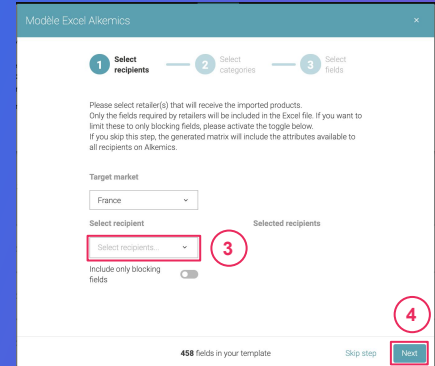 Modèle Excel Alkemics ×
1 Select recipients 2 Select categories 3 Select fields
Please select retailer(s) that will receive the imported products.
Only the fields required by retailers will be included in the Excel file. If you want to
limit these to only blocking fields, please activate the toggle below.
If you skip this step, the generated matrix will include the attributes available to
all recipients on Alkemics.
Target market
France
Select recipient Selected recipients
Select recipients... 3
Include only blocking
fields
4
458 fields in your template Skip step Next